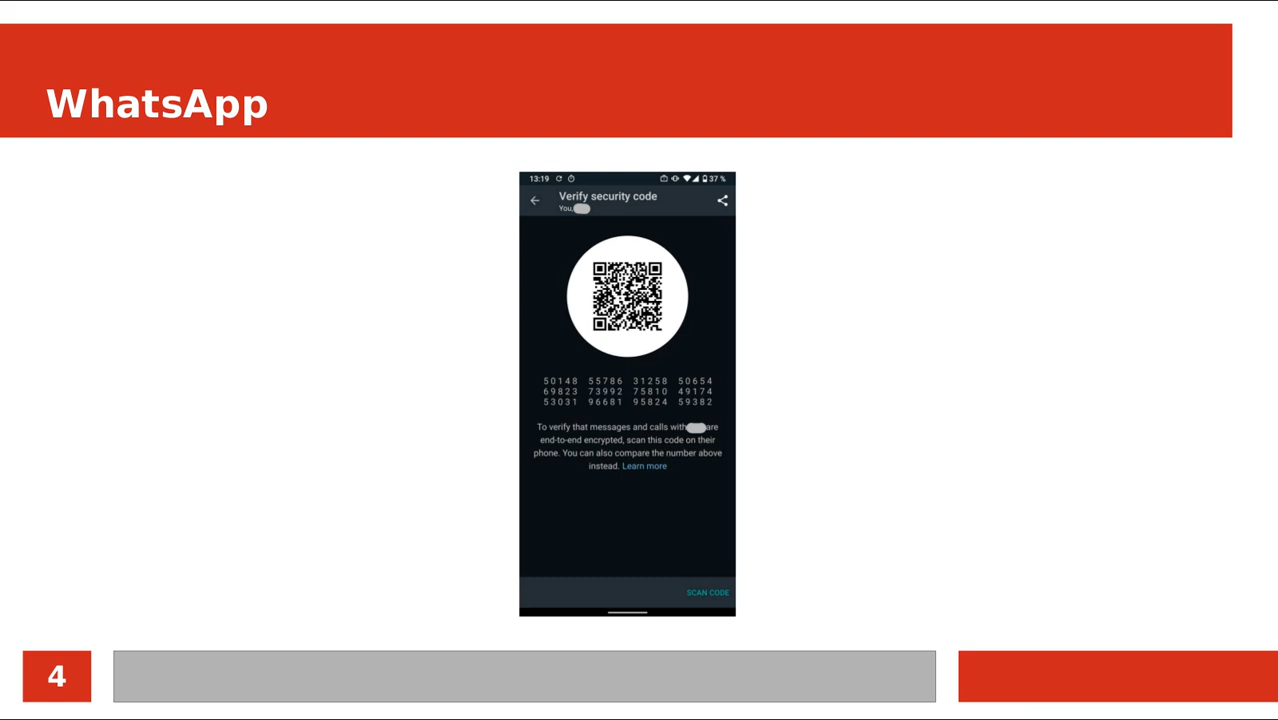 WhatsApp
13:19 37 %
Verify security code
You,
50148 55786 31258 50654
69823 73992 75810 49174
53031 96681 95824 59382
To verify that messages and calls with are
end-to-end encrypted, scan this code on their
phone. You can also compare the number above
instead. Learn more
SCAN CODE
4